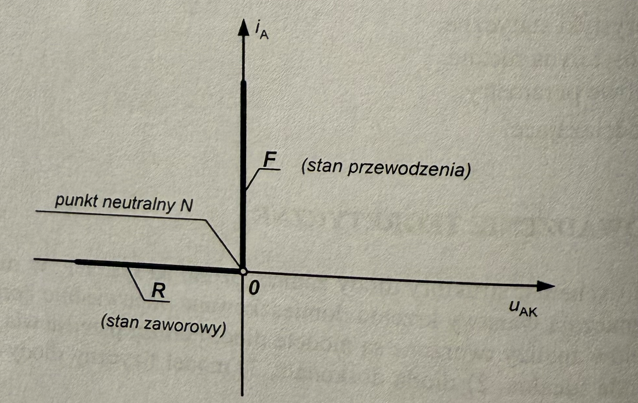 i_A
F (stan przewodzenia)
punkt neutralny N
0
u_AK
R
(stan zaworowy)